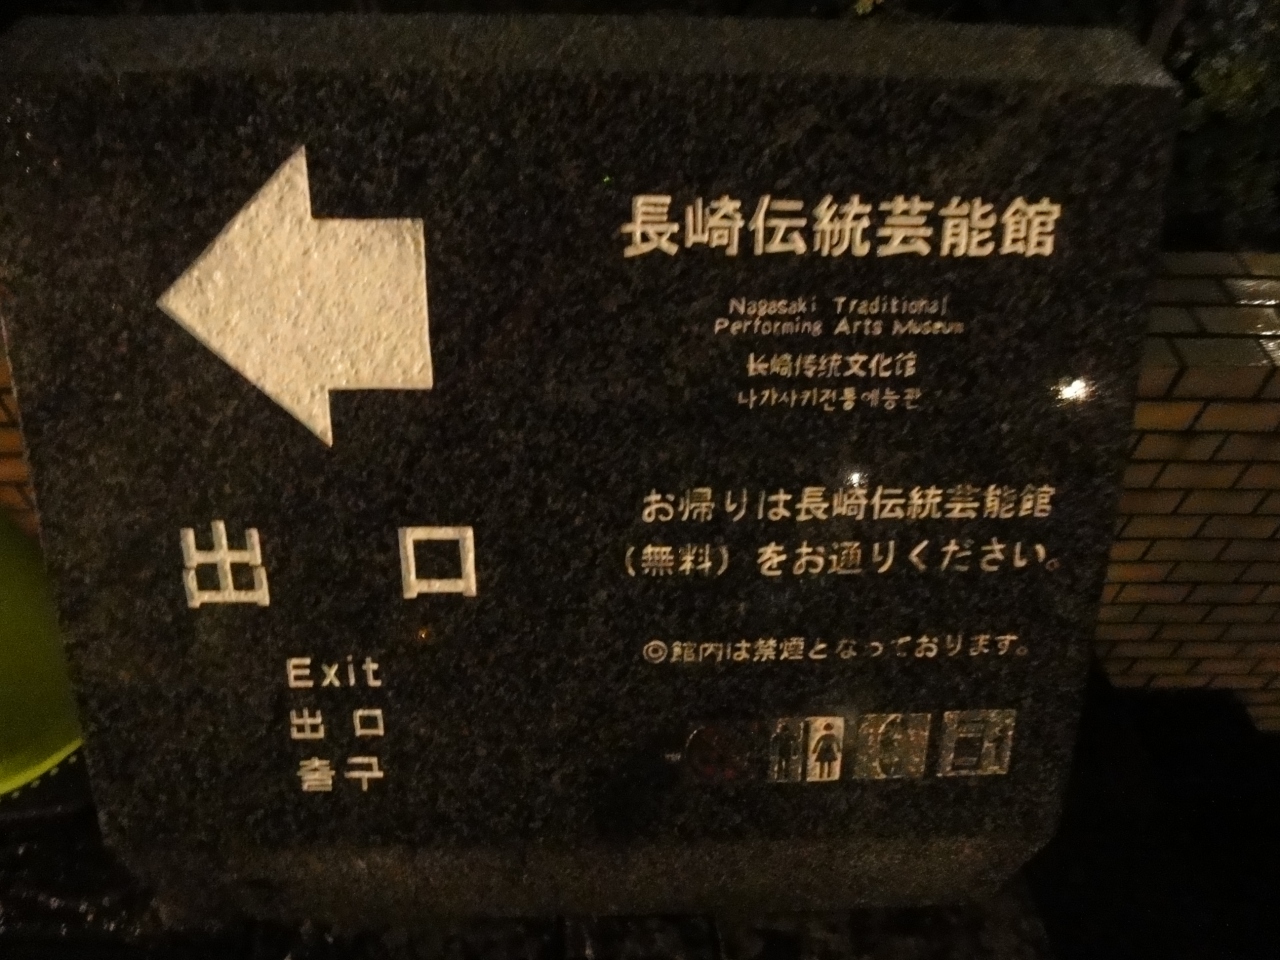 出口
Exit
出口
출구
長崎伝統芸能館
Nagasaki Traditional
Performing Arts Museum
长崎传统文化馆
나가사키전통예능관
お帰りは長崎伝統芸能館
(無料)をお通りください。
◎館内は禁煙となっております。